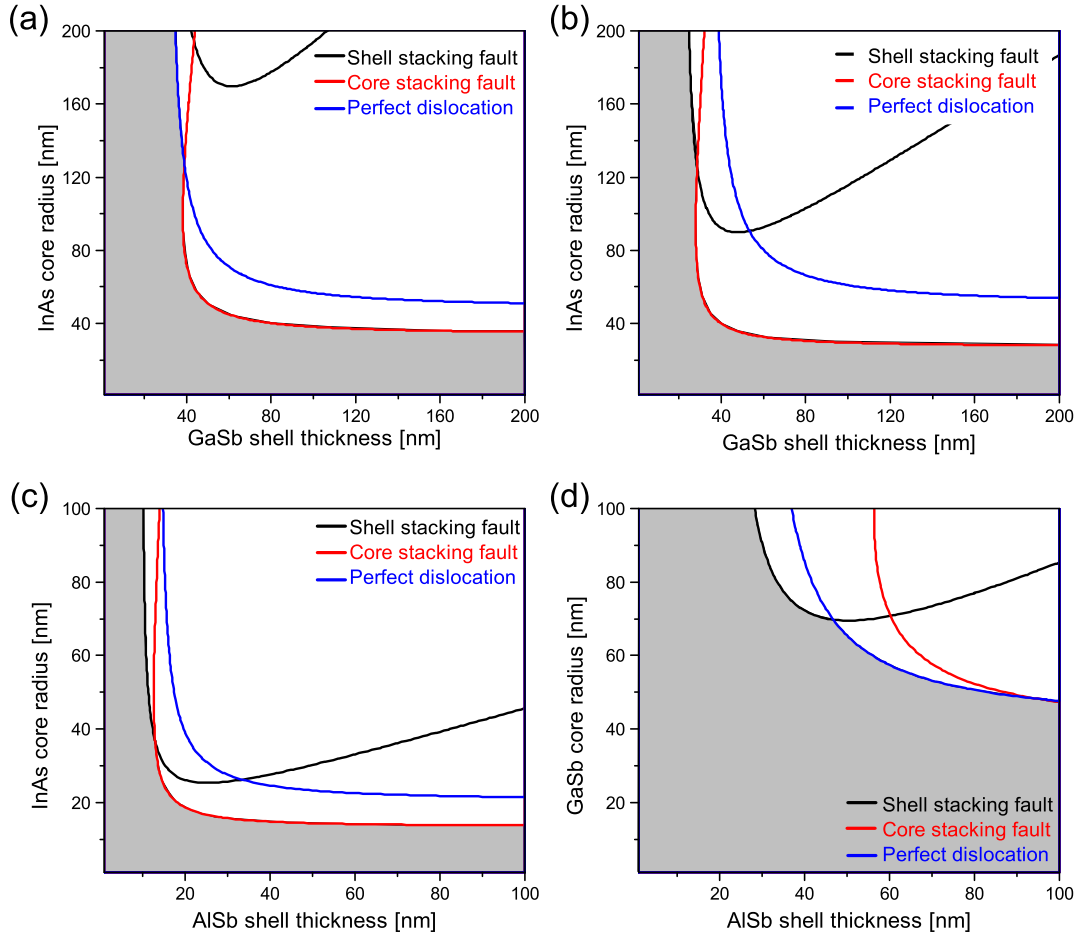 (a)
200
160
120
80
40
InAs core radius [nm]
Shell stacking fault
Core stacking fault
Perfect dislocation
40 80 120 160 200
GaSb shell thickness [nm]
(b)
200
160
120
80
40
InAs core radius [nm]
Shell stacking fault
Core stacking fault
Perfect dislocation
40 80 120 160 200
GaSb shell thickness [nm]
(c)
100
80
60
40
20
InAs core radius [nm]
Shell stacking fault
Core stacking fault
Perfect dislocation
20 40 60 80 100
AlSb shell thickness [nm]
(d)
100
80
60
40
20
GaSb core radius [nm]
Shell stacking fault
Core stacking fault
Perfect dislocation
20 40 60 80 100
AlSb shell thickness [nm]